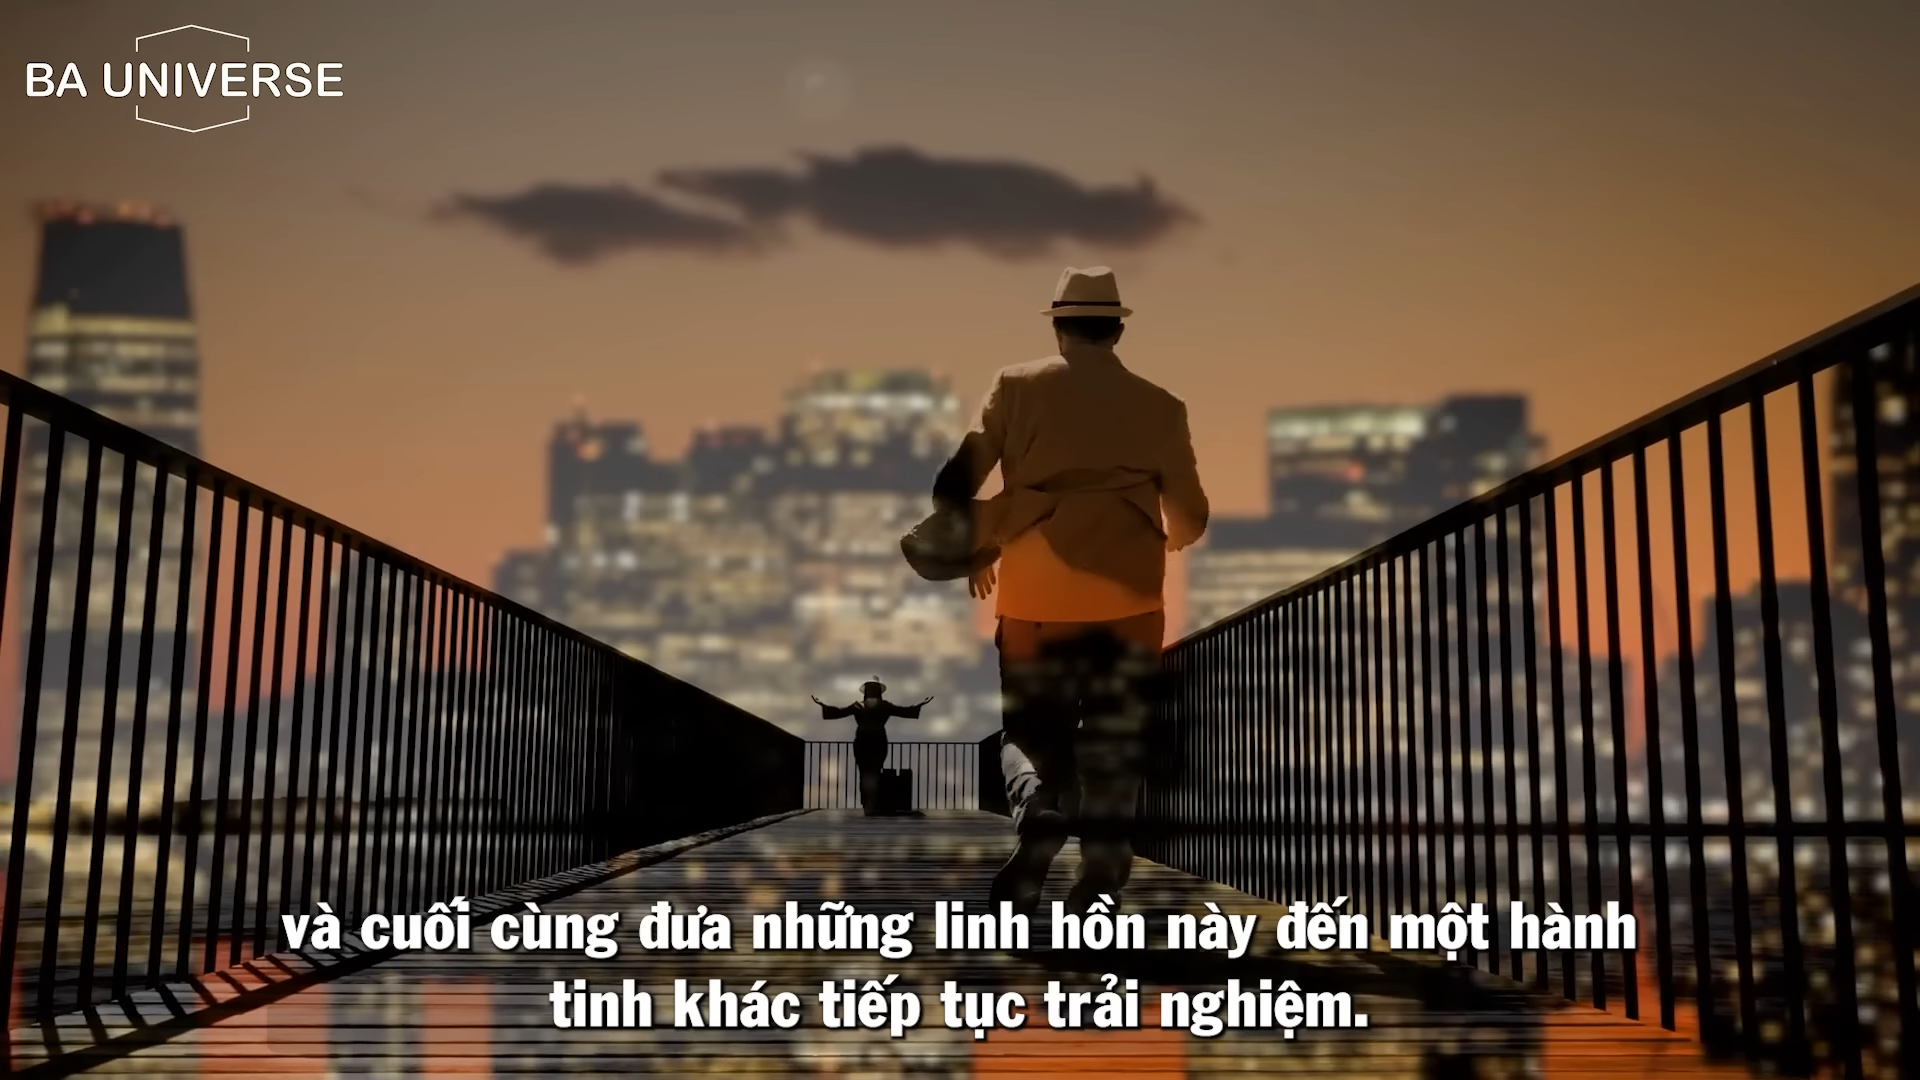 BA UNIVERSE
và cuối cùng đưa những linh hồn này đến một hành
tinh khác tiếp tục trải nghiệm.